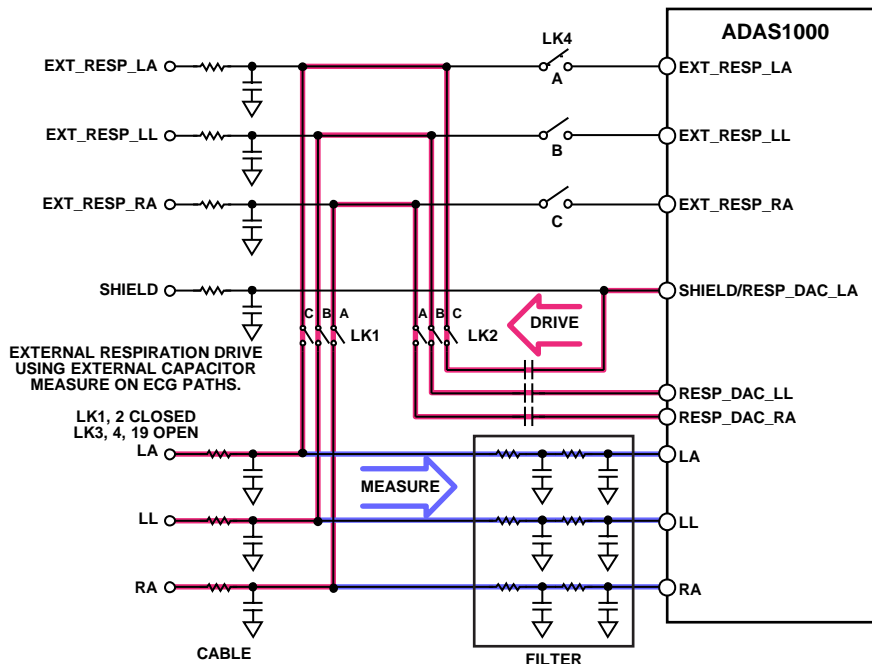 ADAS1000
LK4
EXT_RESP_LA
A
EXT_RESP_LA
EXT_RESP_LL
B
EXT_RESP_LL
EXT_RESP_RA
C
EXT_RESP_RA
SHIELD
SHIELD/RESP_DAC_LA
C B A
LK1
A B C
LK2
DRIVE
EXTERNAL RESPIRATION DRIVE
USING EXTERNAL CAPACITOR
MEASURE ON ECG PATHS.
LK1, 2 CLOSED
LK3, 4, 19 OPEN
RESP_DAC_LL
RESP_DAC_RA
LA
MEASURE
LA
LL
LL
RA
RA
CABLE
FILTER